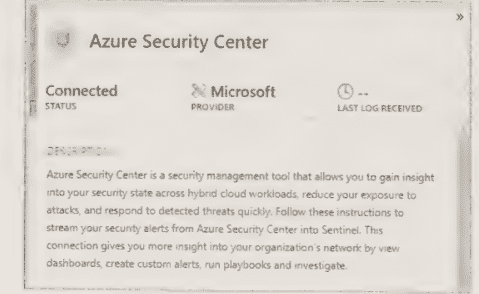 »
Azure Security Center
Connected
STATUS
Microsoft
PROVIDER
--
LAST LOG RECEIVED
DESCRIPTION
Azure Security Center is a security management tool that allows you to gain insight
into your security state across hybrid cloud workloads, reduce your exposure to
attacks, and respond to detected threats quickly. Follow these instructions to
stream your security alerts from Azure Security Center into Sentinel. This
connection gives you more insight into your organization's network by view
dashboards, create custom alerts, run playbooks and investigate.